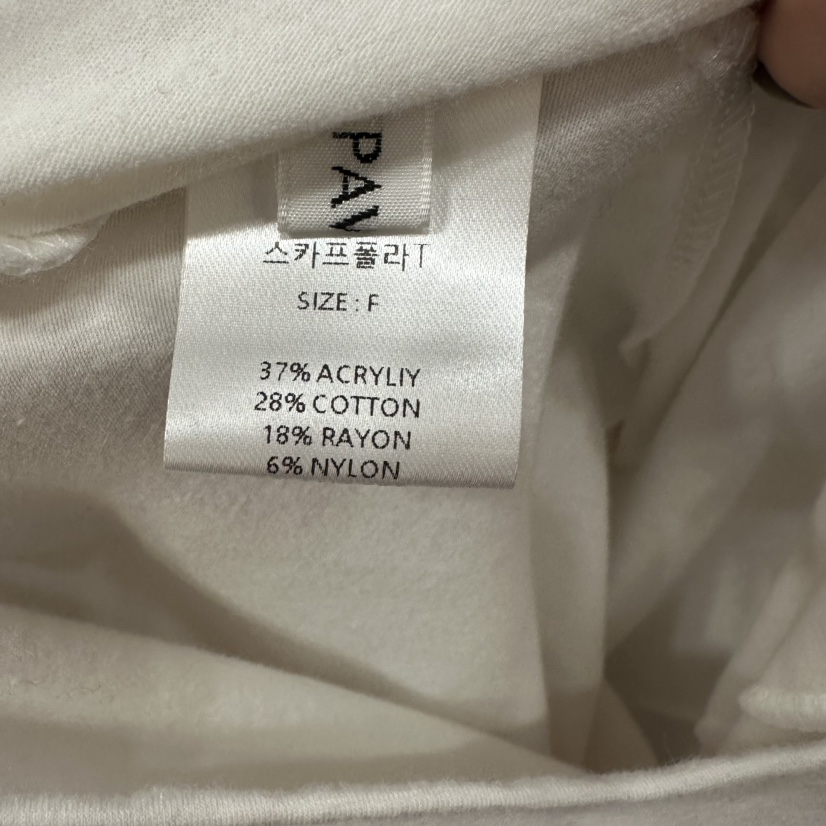 PAV
스카프폴라T
SIZE : F
37% ACRYLIY
28% COTTON
18% RAYON
6% NYLON